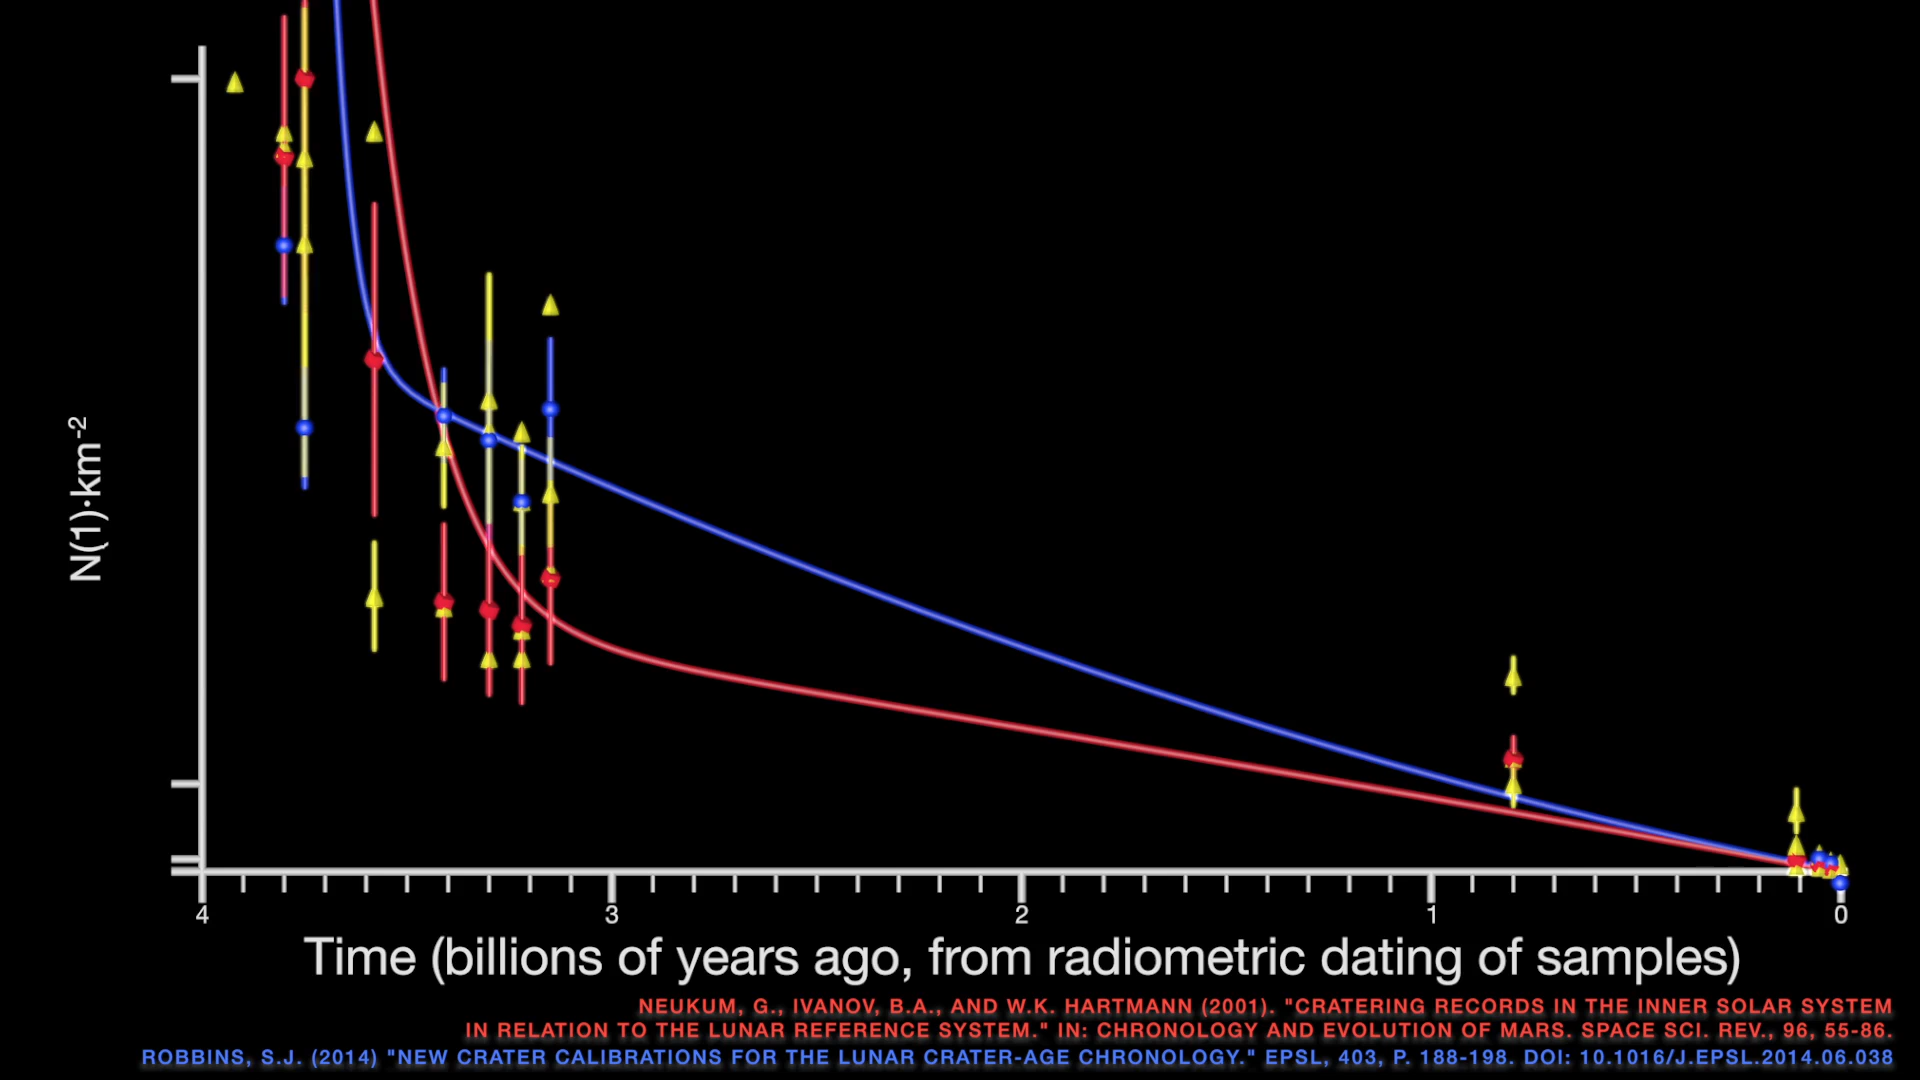 N(1)·km⁻²
4 3 2 1 0
Time (billions of years ago, from radiometric dating of samples)
NEUKUM, G., IVANOV, B.A., AND W.K. HARTMANN (2001). "CRATERING RECORDS IN THE INNER SOLAR SYSTEM
IN RELATION TO THE LUNAR REFERENCE SYSTEM." IN: CHRONOLOGY AND EVOLUTION OF MARS. SPACE SCI. REV., 96, 55-86.
ROBBINS, S.J. (2014) "NEW CRATER CALIBRATIONS FOR THE LUNAR CRATER-AGE CHRONOLOGY." EPSL, 403, P. 188-198. DOI: 10.1016/J.EPSL.2014.06.038